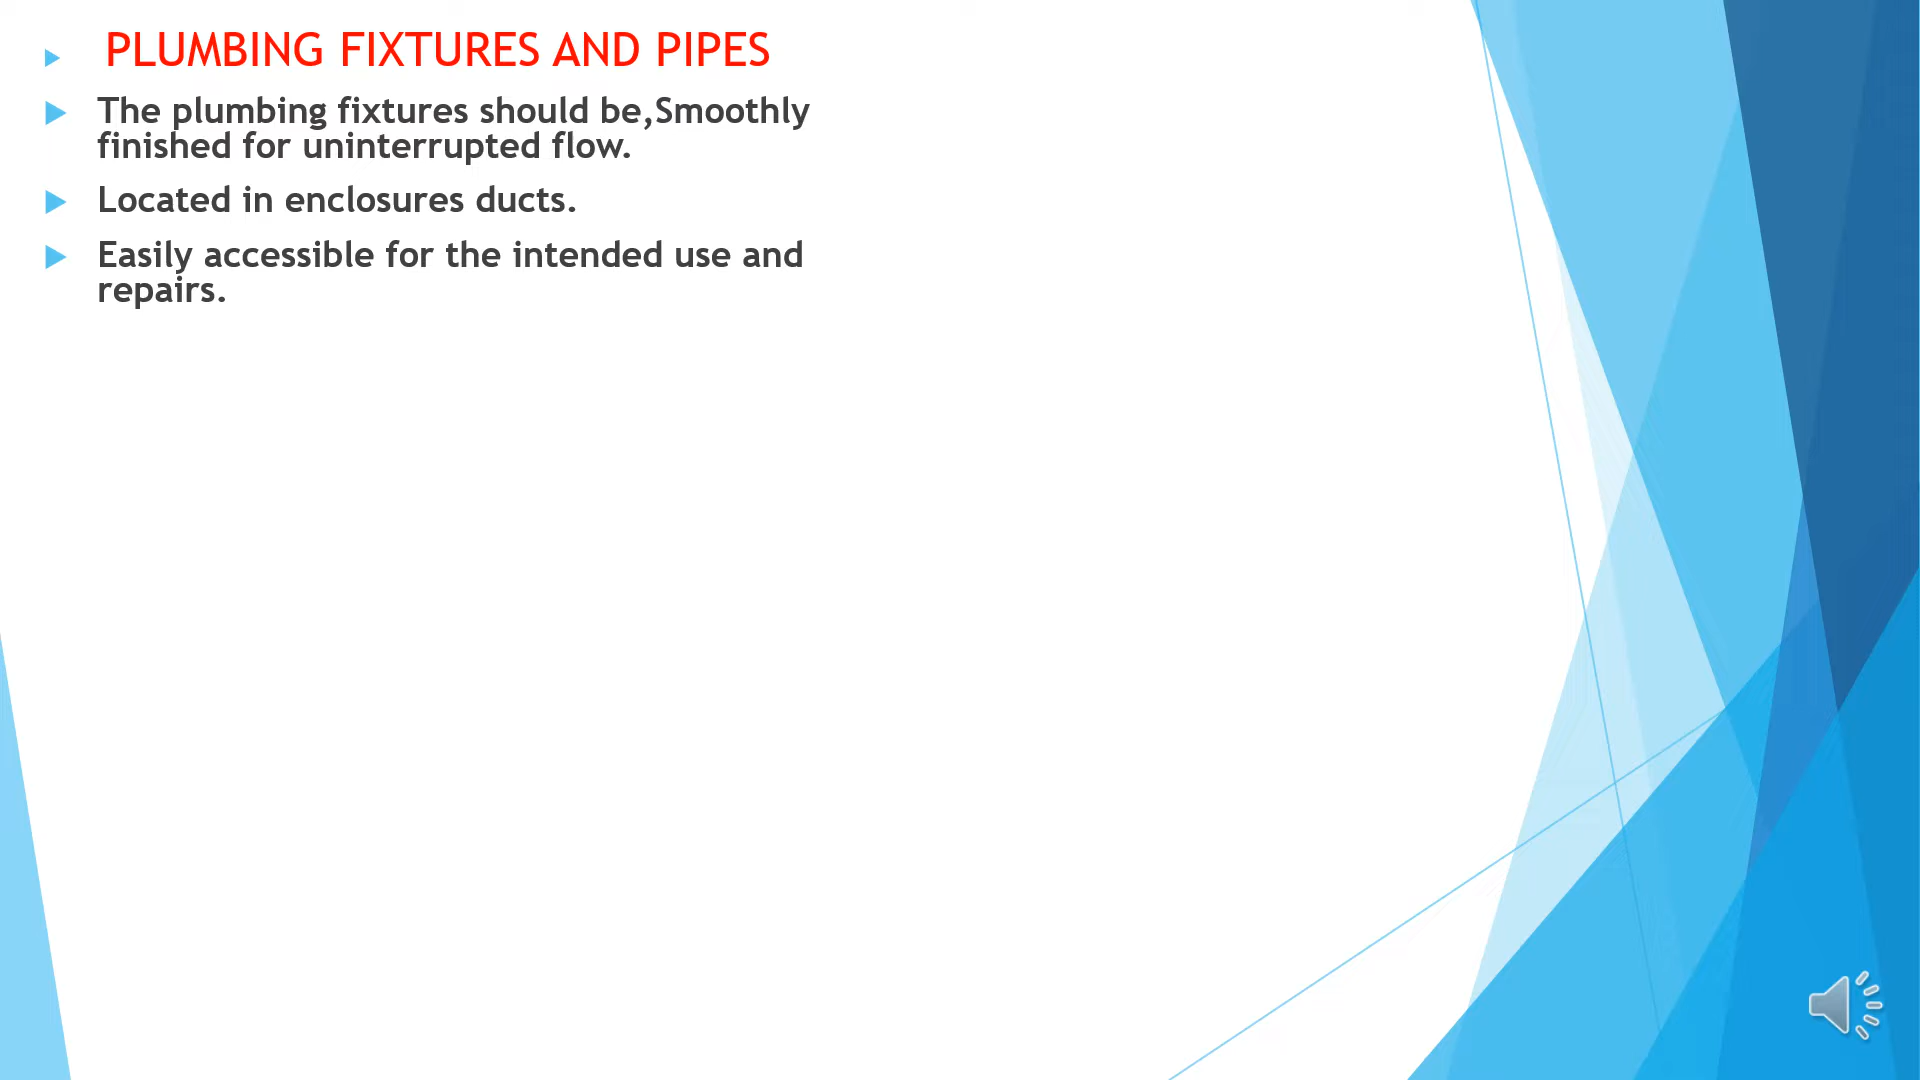 PLUMBING FIXTURES AND PIPES
The plumbing fixtures should be,Smoothly
finished for uninterrupted flow.
Located in enclosures ducts.
Easily accessible for the intended use and
repairs.